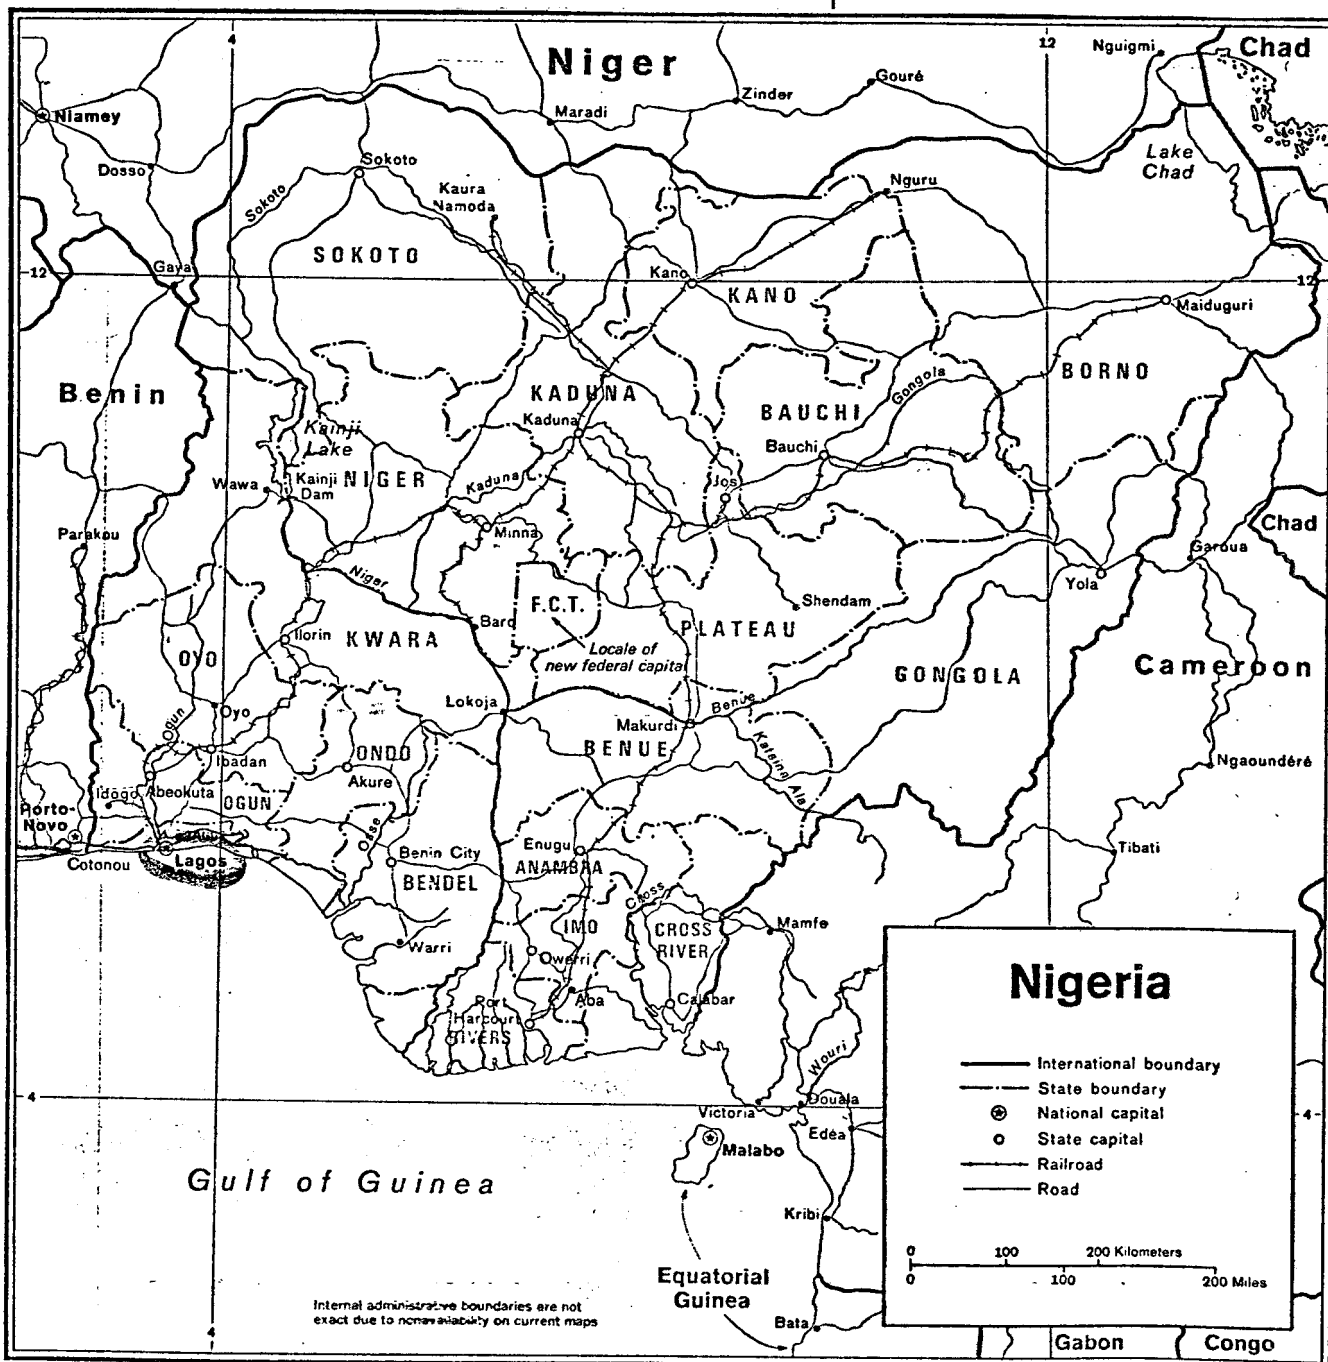 4
Niger
12
Nguigmi
Chad
Gouré
Zinder
Niamey
Maradi
Lake
Chad
Dosso
Sokoto
Kaura
Namoda
Nguru
Sokoto
SOKOTO
12
Gaya
Kano
KANO
12
Maiduguri
Benin
KADUNA
BORNO
Gongola
BAUCHI
Kaduna
Kainji
Lake
Bauchi
Wawa
Kainji
Dam
NIGER
Kaduna
Jos
Parakou
Minna
Chad
Garoua
Niger
Yola
F.C.T.
Shendam
Baro
Ilorin
KWARA
PLATEAU
OYO
Locale of
new federal capital
Cameroon
GONGOLA
Oyo
Lokoja
Benue
Ogun
Makurdi
ONDO
BENUE
Ibadan
Katsina
Ala
Ngaoundéré
Akure
Idogo
Abeokuta
OGUN
Porto-
Novo
Osse
Lagos
Cotonou
Benin City
Enugu
Tibati
ANAMBRA
BENDEL
Cross
IMO
CROSS
RIVER
Mamfe
Warri
Owerri
Port
Harcourt
Aba
Calabar
RIVERS
Wouri
Nigeria
International boundary
State boundary
National capital
State capital
Railroad
Road
0 100 200 Kilometers
0 100 200 Miles
4
Victoria
Douala
4
Edéa
Malabo
Gulf of Guinea
Kribi
Equatorial
Guinea
Internal administrative boundaries are not
exact due to nonavailability on current maps
Bata
4
Gabon
Congo